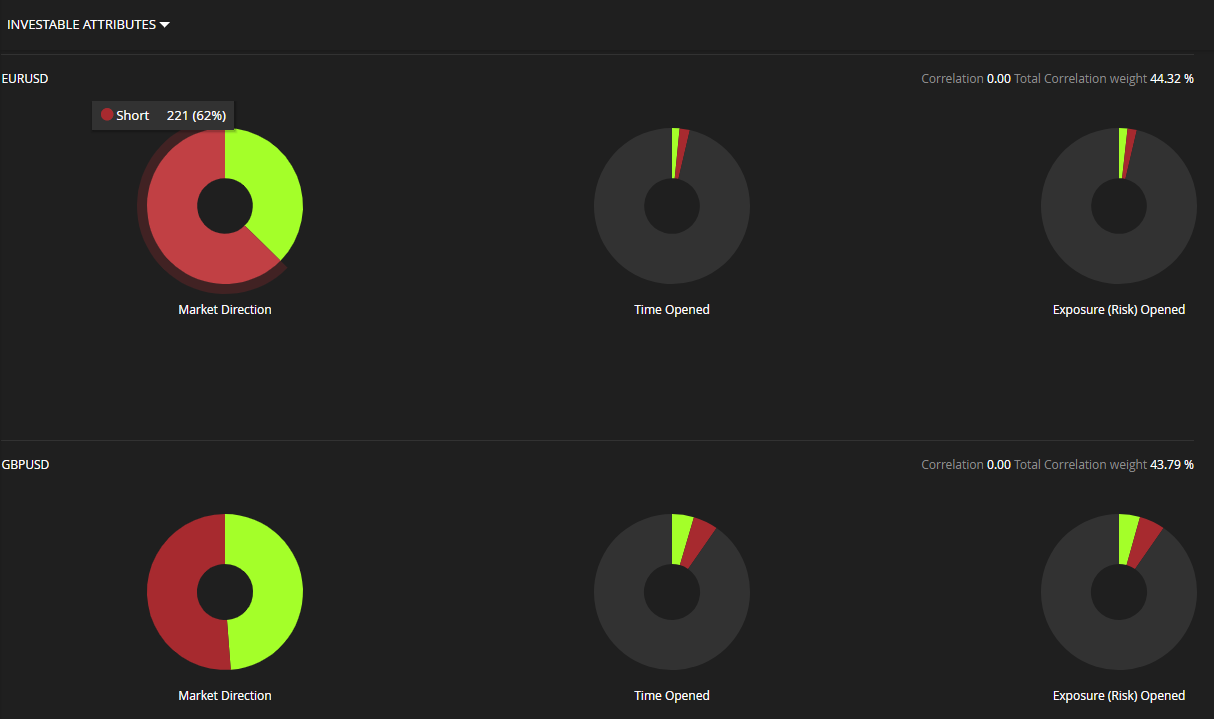 INVESTABLE ATTRIBUTES
EURUSD
Correlation 0.00 Total Correlation weight 44.32 %
Short 221 (62%)
Market Direction
Time Opened
Exposure (Risk) Opened
GBPUSD
Correlation 0.00 Total Correlation weight 43.79 %
Market Direction
Time Opened
Exposure (Risk) Opened